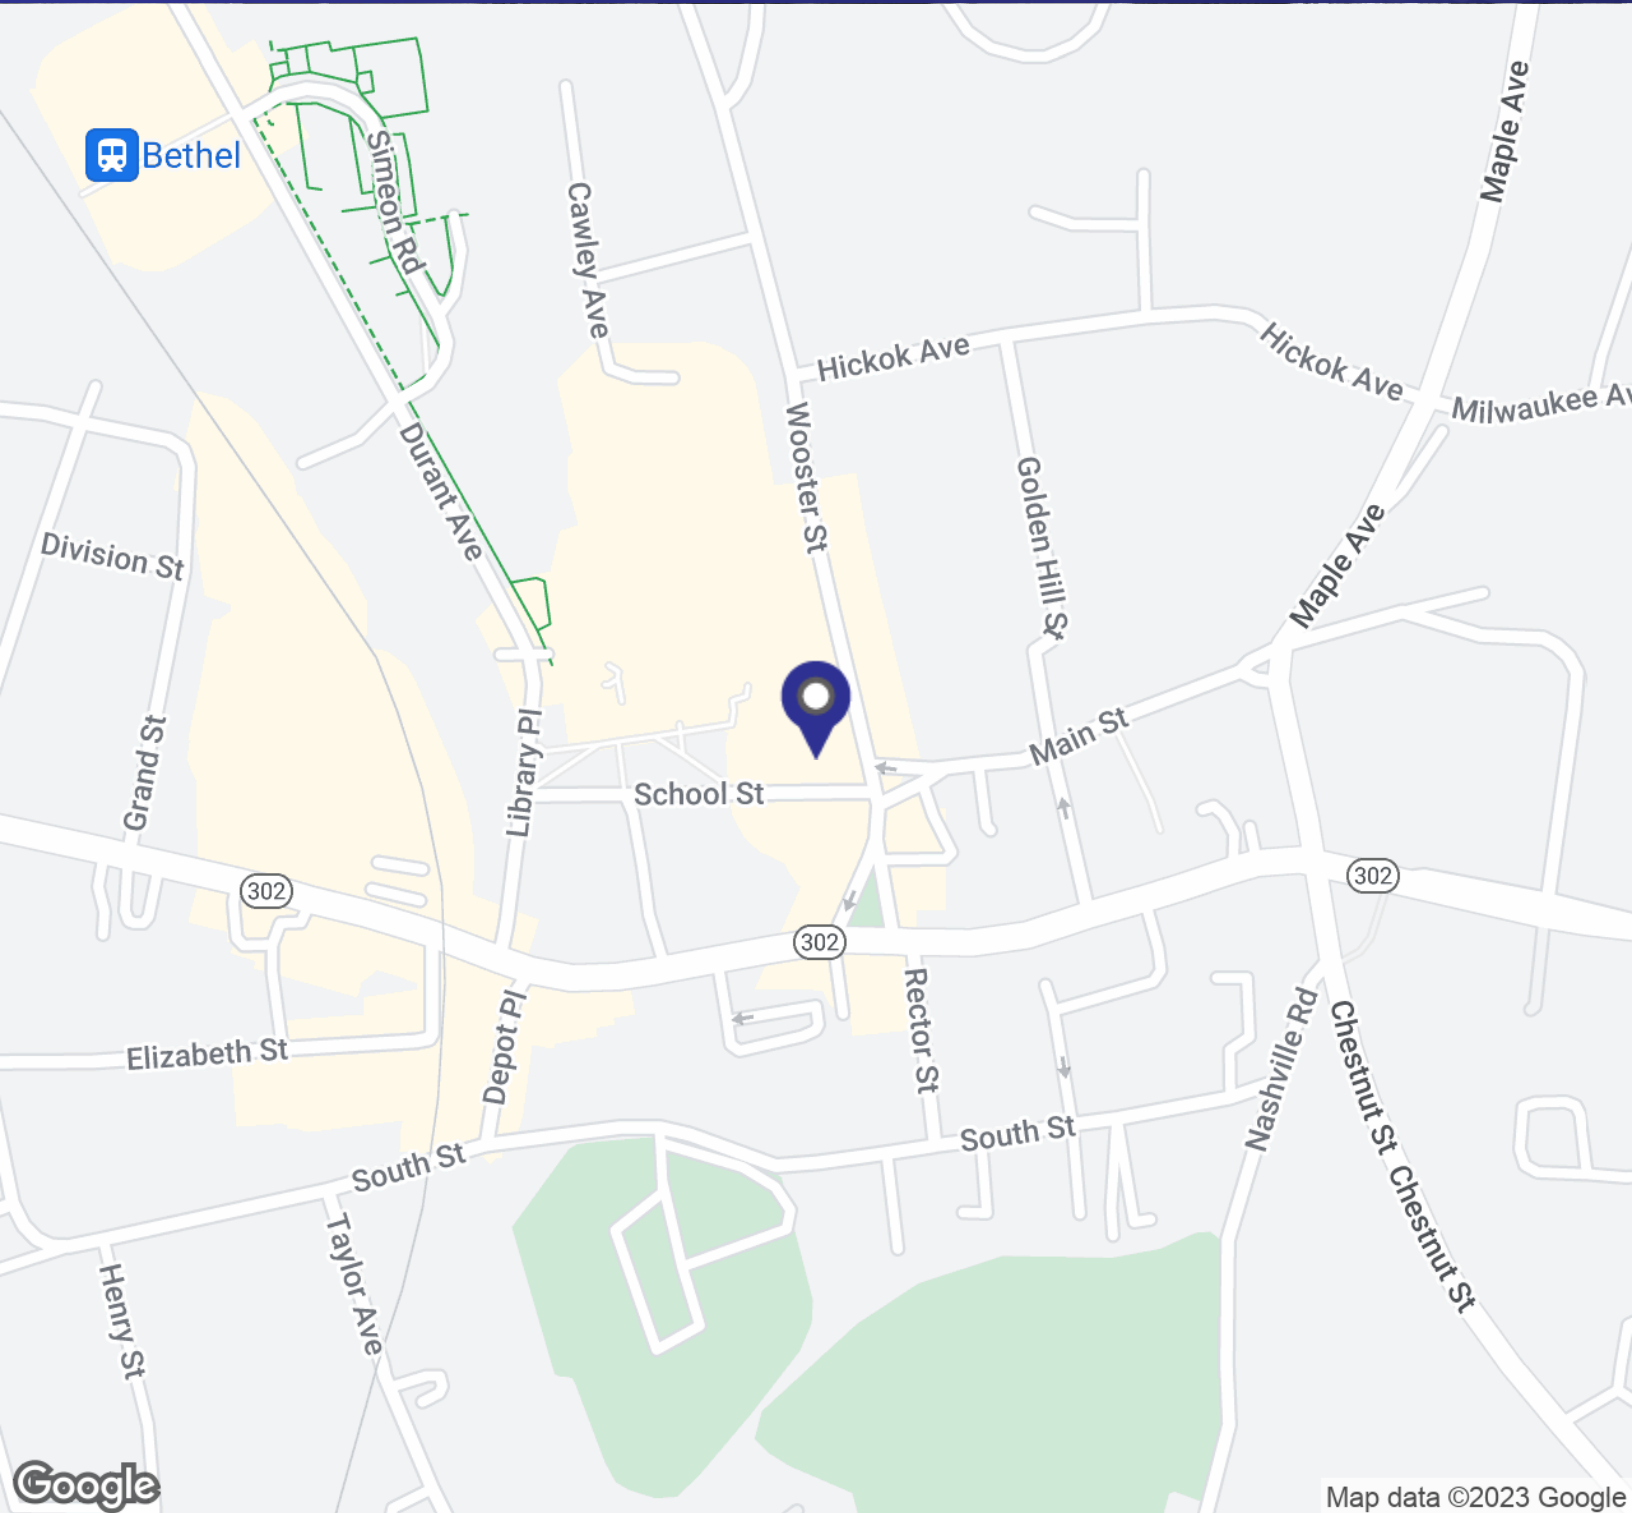 Maple Ave
Simeon Rd
Bethel
Cawley Ave
Hickok Ave
Hickok Ave
Milwaukee Av
Wooster St
Durant Ave
Golden Hill St
Division St
Maple Ave
Library Pl
Main St
Grand St
School St
302
302
302
Rector St
Depot Pl
Nashville Rd
Chestnut St
Elizabeth St
South St
South St
Chestnut St
Taylor Ave
Henry St
Google
Map data ©2023 Google